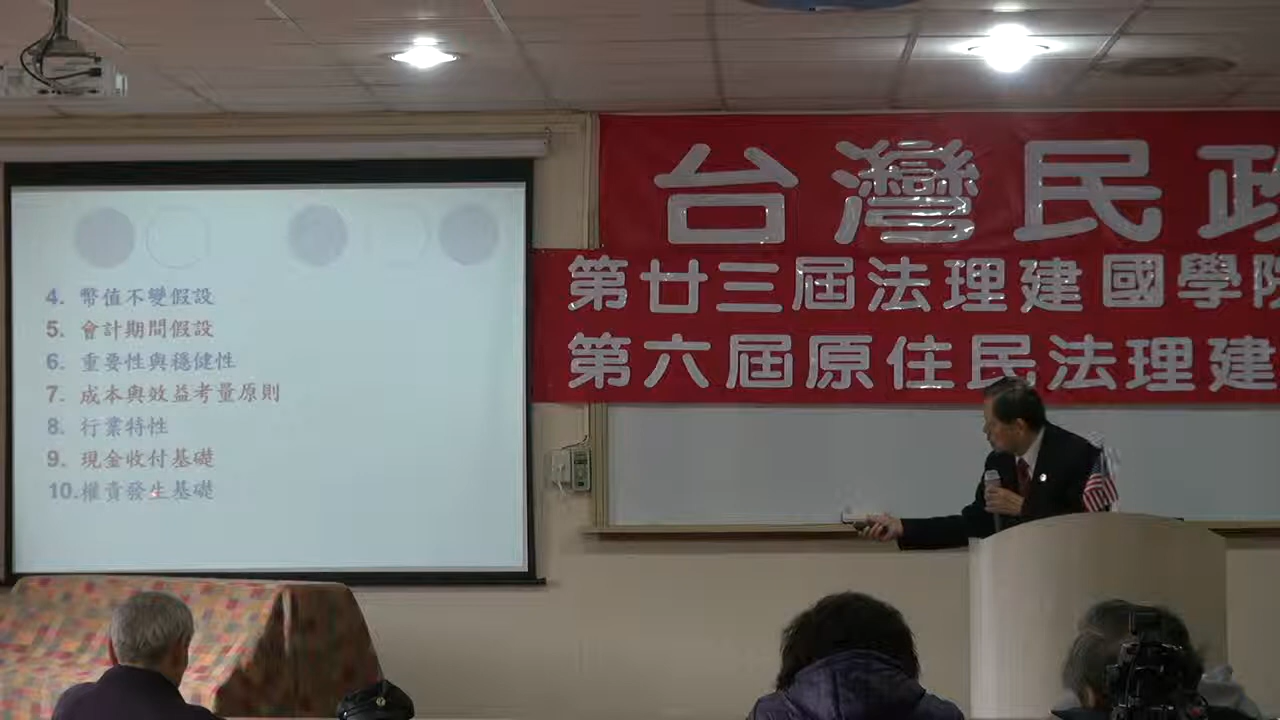 台灣民政
第廿三屆法理建國學院
第六屆原住民法理建
4. 幣值不變假設
5. 會計期間假設
6. 重要性與穩健性
7. 成本與效益考量原則
8. 行業特性
9. 現金收付基礎
10.權責發生基礎